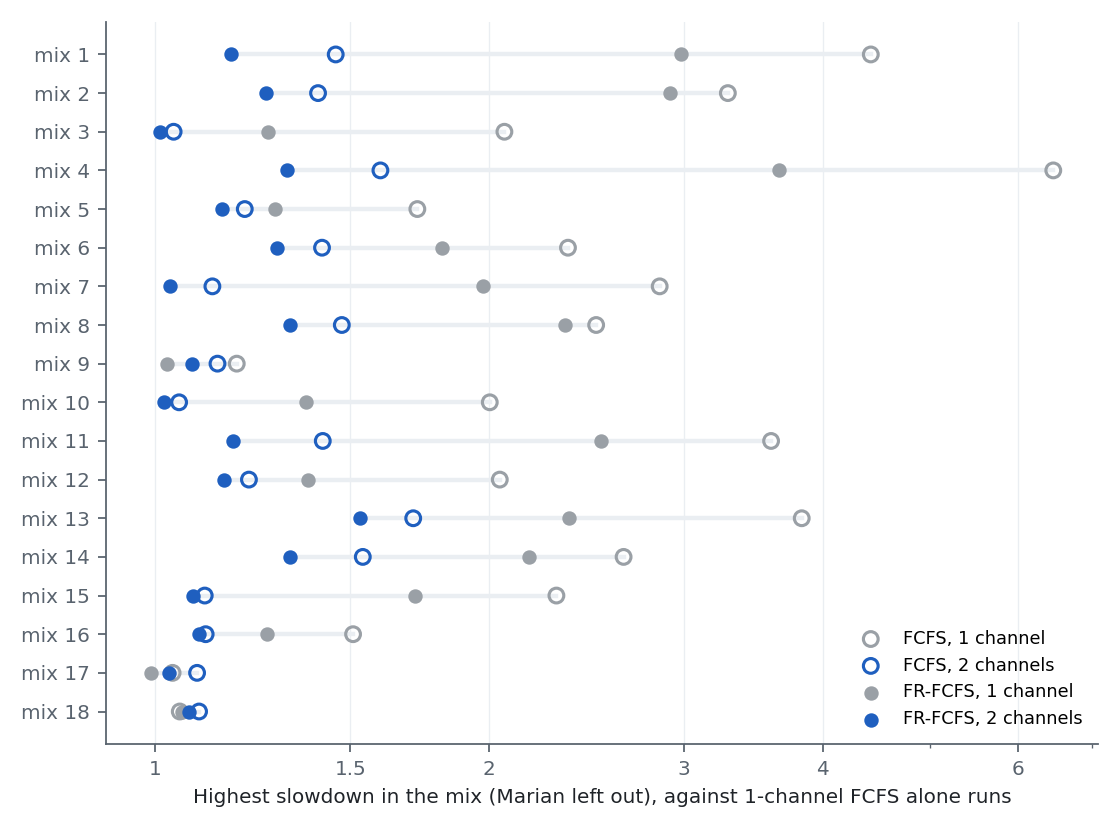 mix 1
mix 2
mix 3
mix 4
mix 5
mix 6
mix 7
mix 8
mix 9
mix 10
mix 11
mix 12
mix 13
mix 14
mix 15
mix 16
mix 17
mix 18
FCFS, 1 channel
FCFS, 2 channels
FR-FCFS, 1 channel
FR-FCFS, 2 channels
1 1.5 2 3 4 6
Highest slowdown in the mix (Marian left out), against 1-channel FCFS alone runs